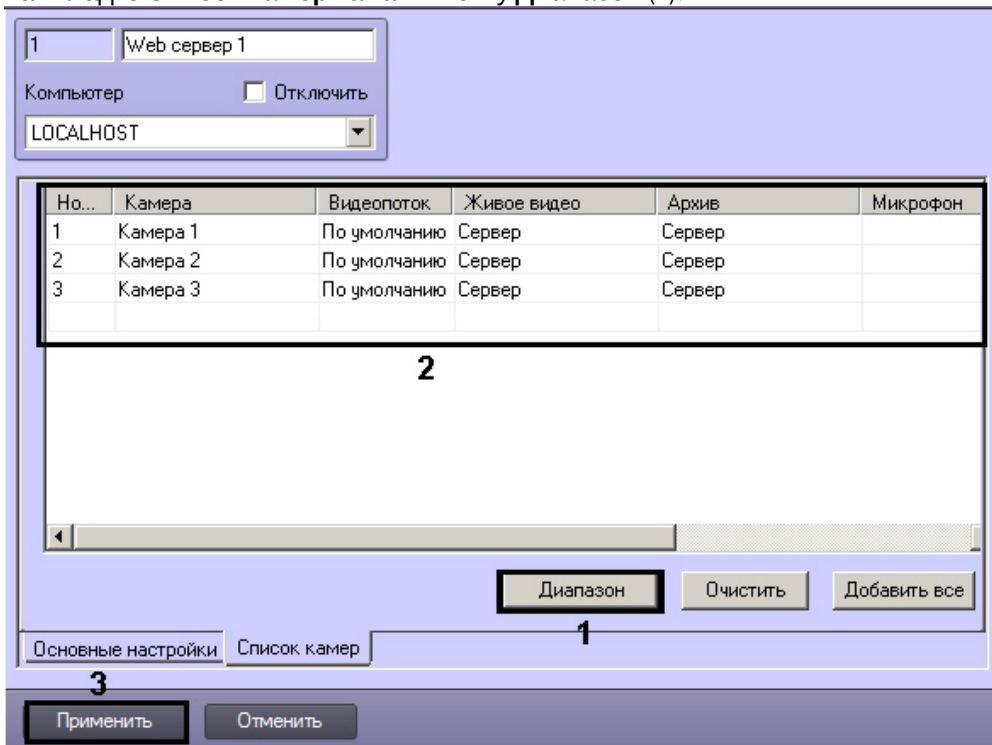 1 Web сервер 1
Компьютер Отключить
LOCALHOST
Но... Камера Видеопоток Живое видео Архив Микрофон
1 Камера 1 По умолчанию Сервер Сервер
2 Камера 2 По умолчанию Сервер Сервер
3 Камера 3 По умолчанию Сервер Сервер
2
Диапазон Очистить Добавить все
1
Основные настройки Список камер
3
Применить Отменить